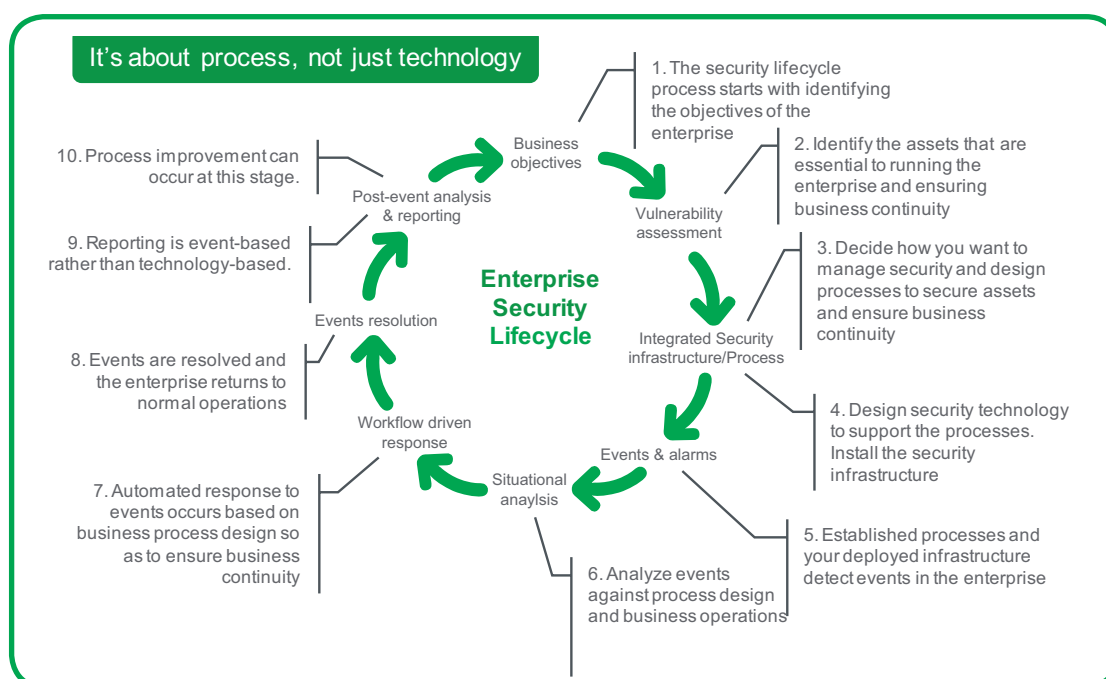 It's about process, not just technology
1. The security lifecycle
process starts with identifying
the objectives of the
enterprise
Business
objectives
2. Identify the assets that are
essential to running the
enterprise and ensuring
business continuity
Vulnerability
assessment
3. Decide how you want to
manage security and design
processes to secure assets
and ensure business
continuity
Integrated Security
infrastructure/Process
4. Design security technology
to support the processes.
Install the security
infrastructure
Events & alarms
5. Established processes and
your deployed infrastructure
detect events in the enterprise
Situational
anaylsis
6. Analyze events
against process design
and business operations
Workflow driven
response
7. Automated response to
events occurs based on
business process design so
as to ensure business
continuity
Events resolution
8. Events are resolved and
the enterprise returns to
normal operations
Post-event analysis
& reporting
9. Reporting is event-based
rather than technology-based.
10. Process improvement can
occur at this stage.
Enterprise
Security
Lifecycle